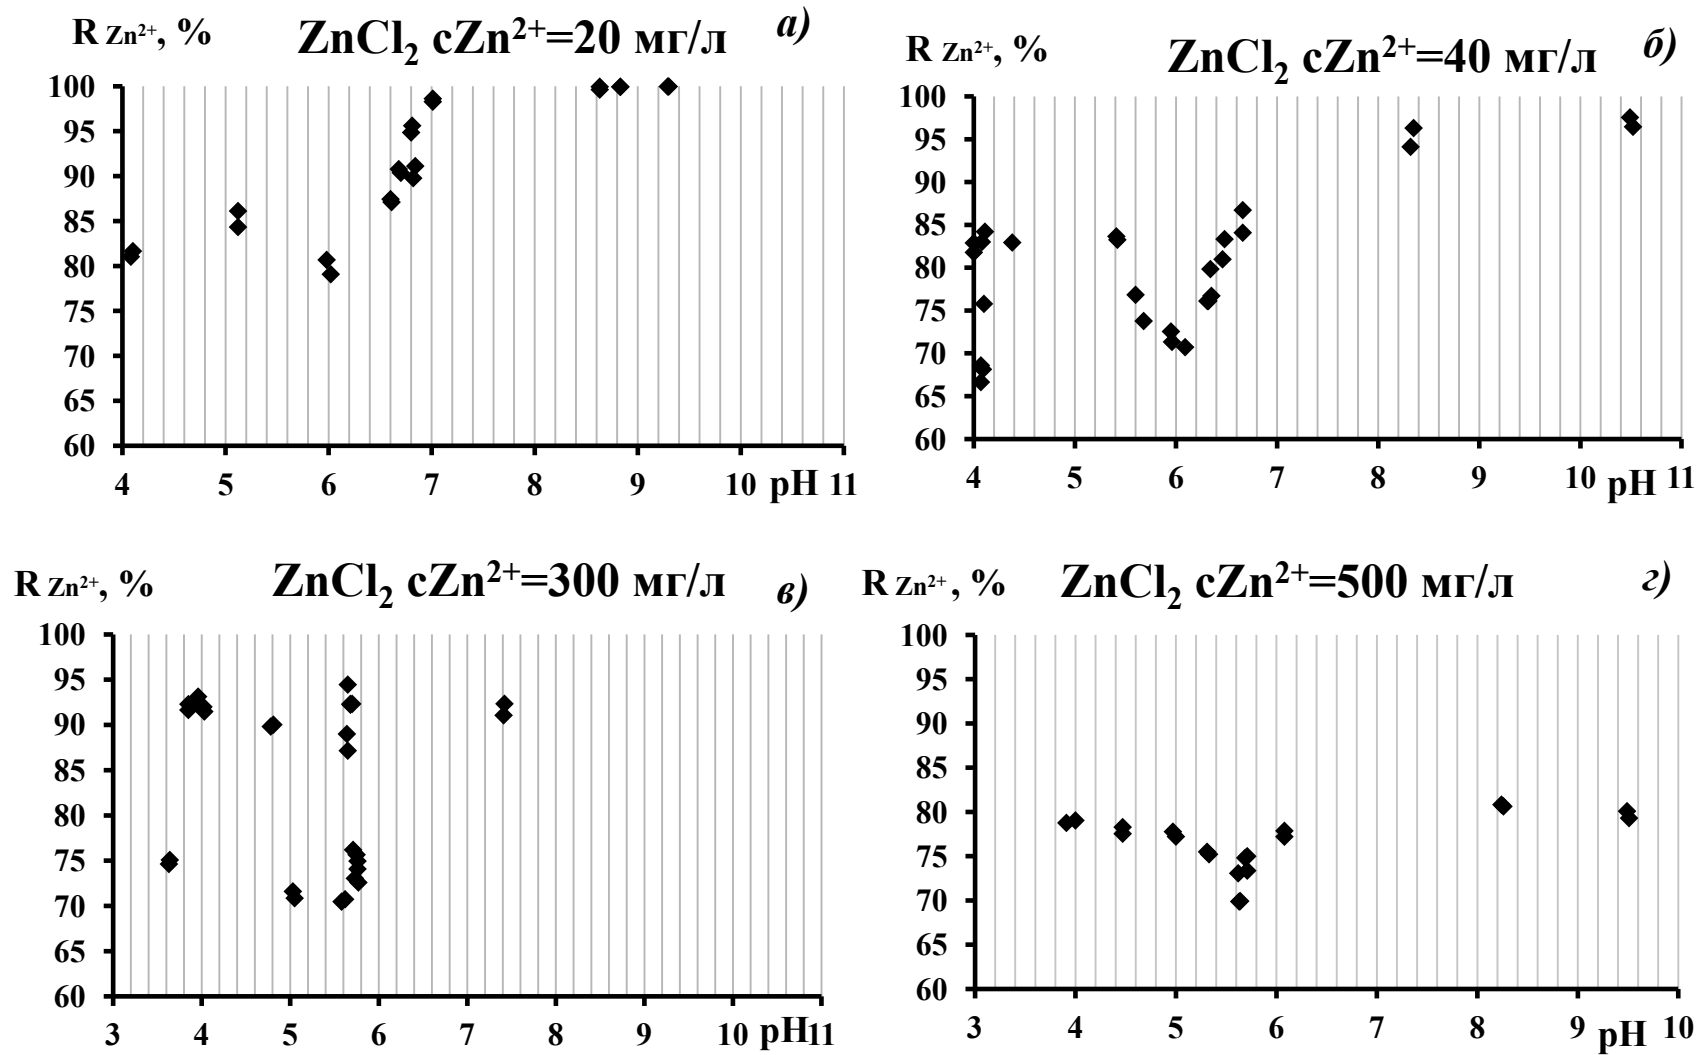 R Zn²⁺, %
ZnCl₂ cZn²⁺=20 мг/л
а)
100
95
90
85
80
75
70
65
60
4 5 6 7 8 9 10 pH 11
R Zn²⁺, %
ZnCl₂ cZn²⁺=40 мг/л
б)
100
95
90
85
80
75
70
65
60
4 5 6 7 8 9 10 pH 11
R Zn²⁺, %
ZnCl₂ cZn²⁺=300 мг/л
в)
100
95
90
85
80
75
70
65
60
3 4 5 6 7 8 9 10 pH 11
R Zn²⁺, %
ZnCl₂ cZn²⁺=500 мг/л
г)
100
95
90
85
80
75
70
65
60
3 4 5 6 7 8 9 pH 10